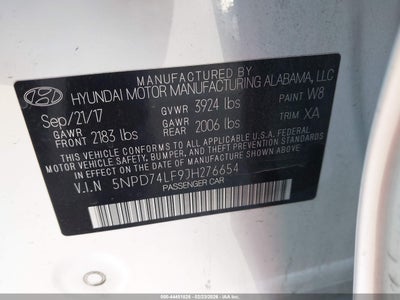 MANUFACTURED BY
HYUNDAI MOTOR MANUFACTURING ALABAMA, LLC
Sep/21/17 GVWR 3924 lbs PAINT W8
GAWR FRONT 2183 lbs GAWR REAR 2006 lbs TRIM XA
THIS VEHICLE CONFORMS TO ALL APPLICABLE U.S. FEDERAL
MOTOR VEHICLE SAFETY, BUMPER, AND THEFT PREVENTION STANDARDS
IN EFFECT ON THE DATE OF MANUFACTURE SHOWN ABOVE.
V.I.N 5NPD74LF9JH276654
PASSENGER CAR